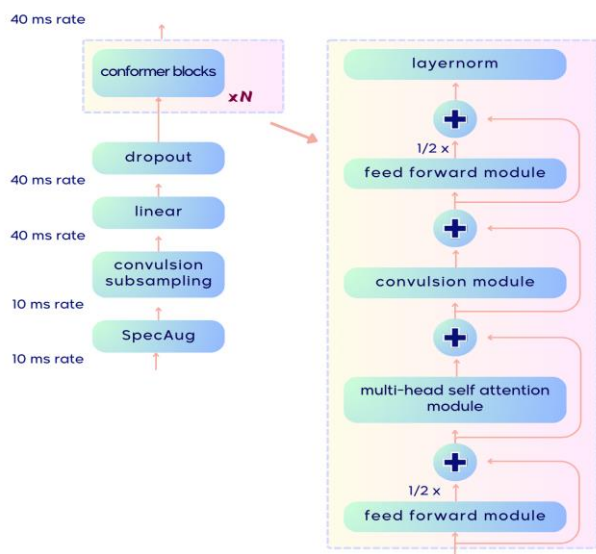 40 ms rate
conformer blocks
xN
dropout
40 ms rate
linear
40 ms rate
convulsion
subsampling
10 ms rate
SpecAug
10 ms rate
layernorm
1/2 x
feed forward module
convulsion module
multi-head self attention
module
1/2 x
feed forward module